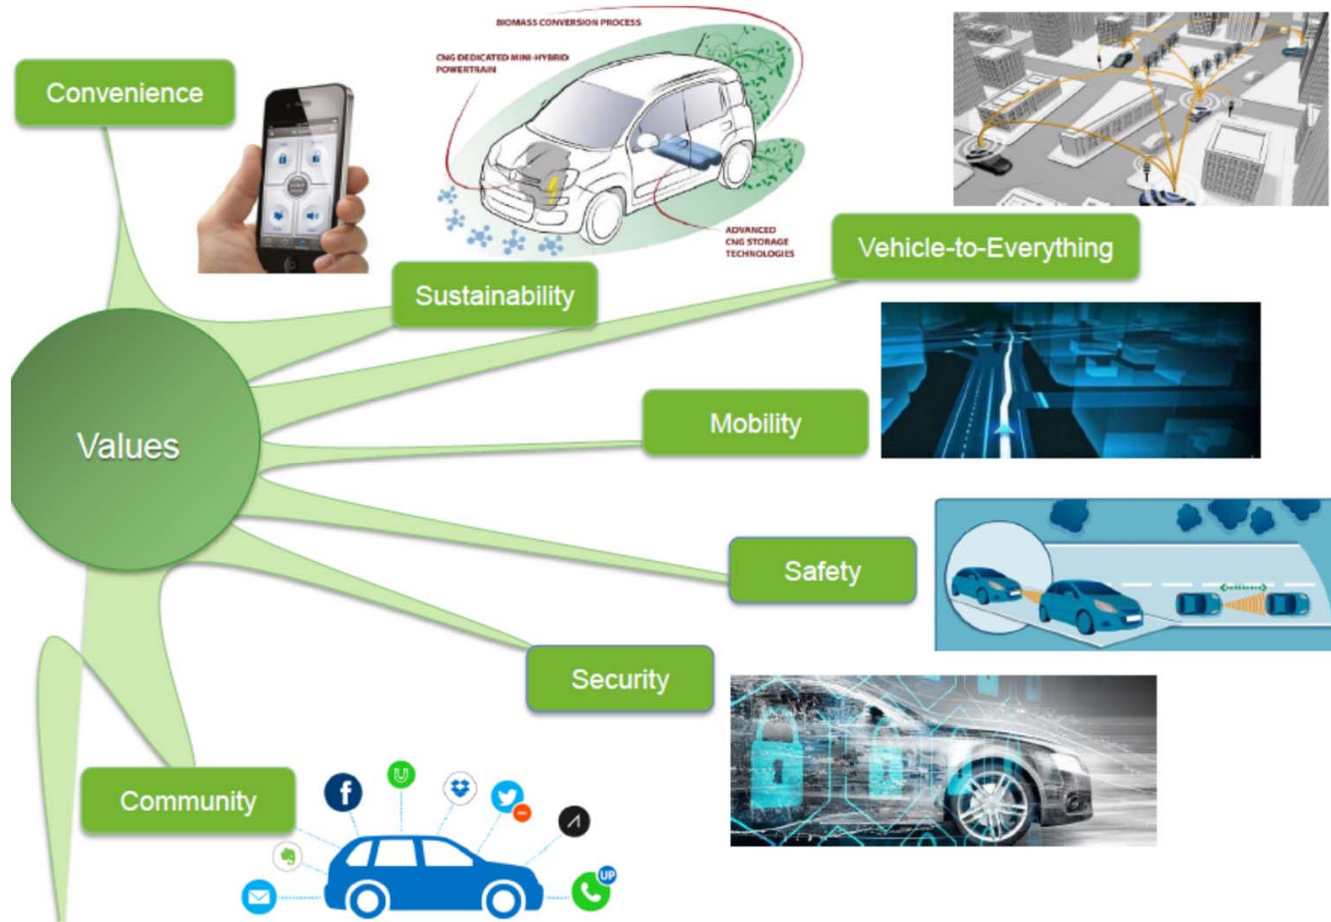 BIOMASS CONVERSION PROCESS
CNG DEDICATED MINI-HYBRID
POWERTRAIN
Convenience
ADVANCED
CNG STORAGE
TECHNOLOGIES
Vehicle-to-Everything
Sustainability
Mobility
Values
Safety
Security
Community
f
UP